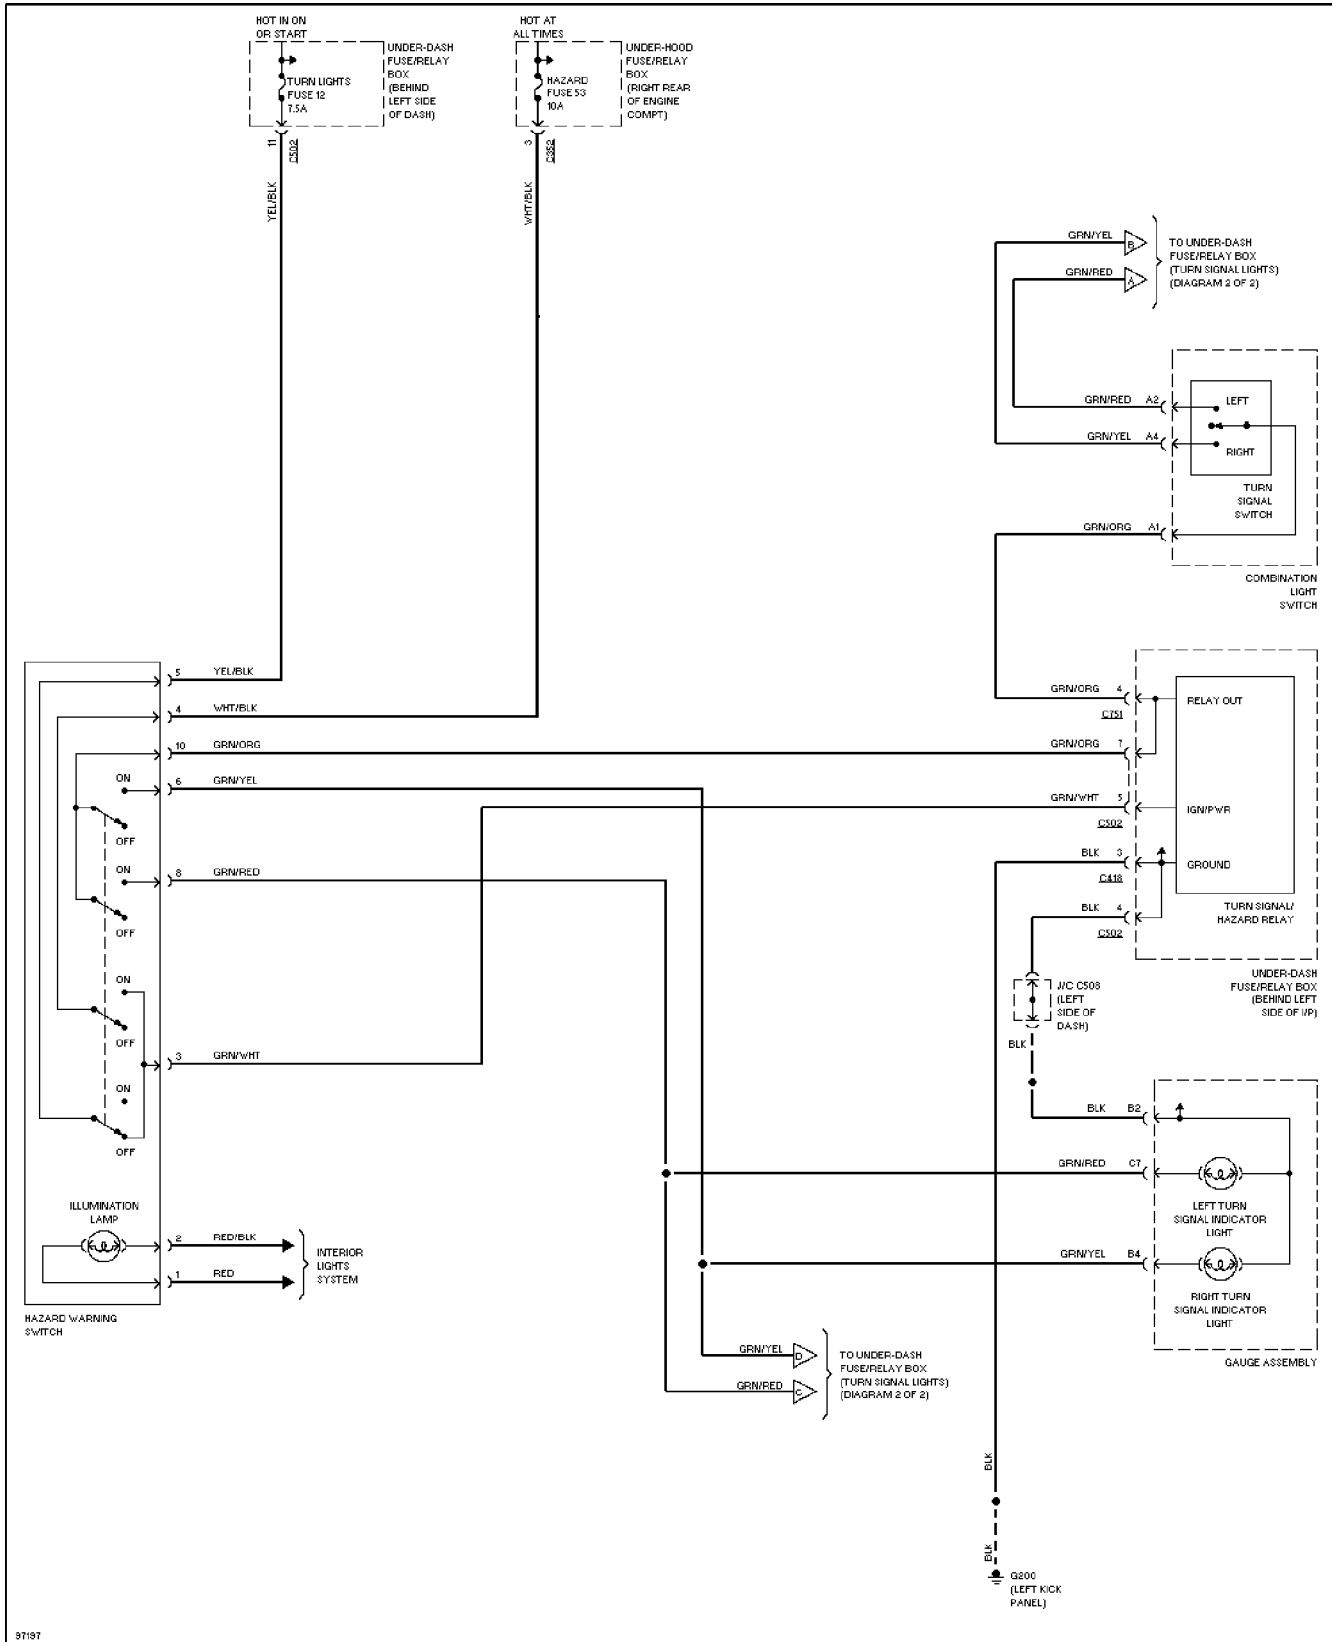 HOT IN ON
OR START
UNDER-DASH
FUSE/RELAY
BOX
(BEHIND
LEFT SIDE
OF DASH)
TURN LIGHTS
FUSE 12
7.5A
11
C502
YEL/BLK
HOT AT
ALL TIMES
UNDER-HOOD
FUSE/RELAY
BOX
(RIGHT REAR
OF ENGINE
COMPT)
HAZARD
FUSE 53
10A
3
C352
WHT/BLK
GRN/YEL
B
GRN/RED
A
TO UNDER-DASH
FUSE/RELAY BOX
(TURN SIGNAL LIGHTS)
(DIAGRAM 2 OF 2)
GRN/RED A2
LEFT
GRN/YEL A4
RIGHT
TURN
SIGNAL
SWITCH
GRN/ORG A1
COMBINATION
LIGHT
SWITCH
5 YEL/BLK
4 WHT/BLK
10 GRN/ORG
ON
6 GRN/YEL
OFF
ON
8 GRN/RED
OFF
ON
OFF
3 GRN/WHT
ON
OFF
ILLUMINATION
LAMP
2 RED/BLK
1 RED
INTERIOR
LIGHTS
SYSTEM
HAZARD WARNING
SWITCH
GRN/ORG 4
C751
RELAY OUT
GRN/ORG 7
GRN/WHT 5
C502
IGN/PWR
BLK 3
C418
GROUND
BLK 4
C502
TURN SIGNAL/
HAZARD RELAY
UNDER-DASH
FUSE/RELAY BOX
(BEHIND LEFT
SIDE OF I/P)
J/C C508
(LEFT
SIDE OF
DASH)
BLK
BLK B2
GRN/RED C7
LEFT TURN
SIGNAL INDICATOR
LIGHT
GRN/YEL B4
RIGHT TURN
SIGNAL INDICATOR
LIGHT
GAUGE ASSEMBLY
GRN/YEL
D
GRN/RED
C
TO UNDER-DASH
FUSE/RELAY BOX
(TURN SIGNAL LIGHTS)
(DIAGRAM 2 OF 2)
BLK
BLK
G200
(LEFT KICK
PANEL)
97197